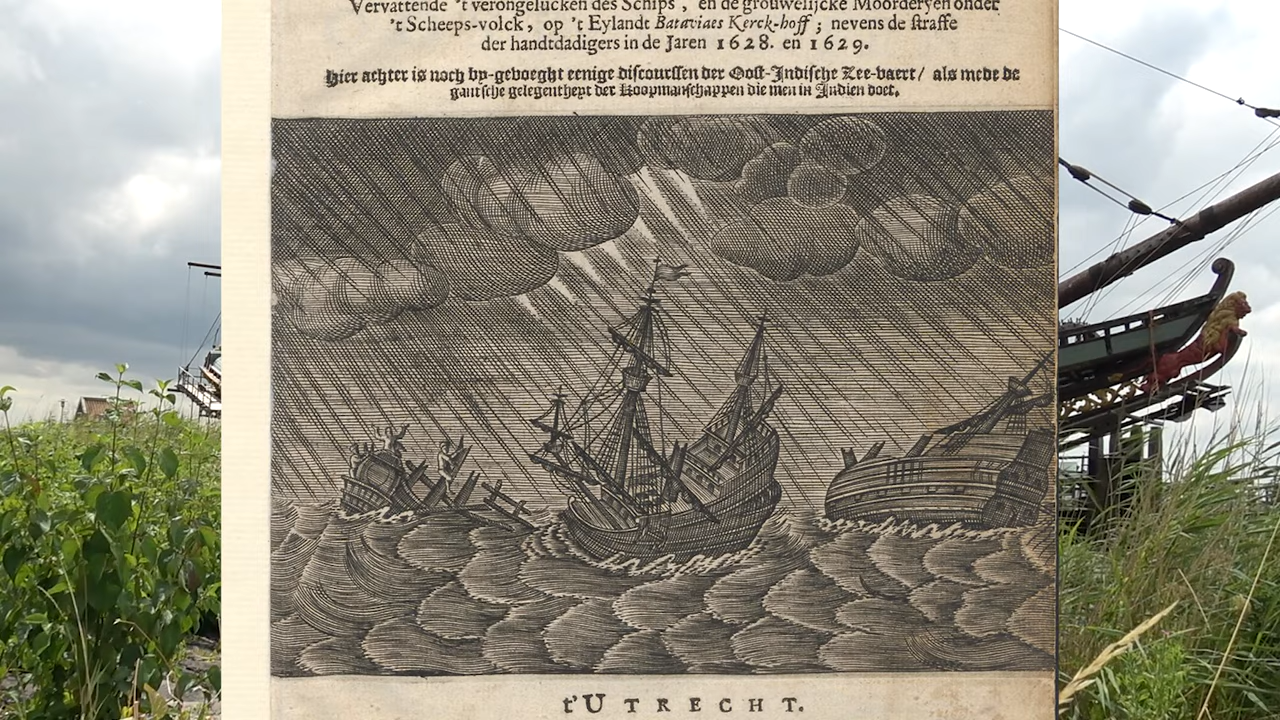 Vervattende 't verongelucken des Schips, en de grouwelijcke Moorderyen onder
't Scheeps-volck, op 't Eylandt Bataviaes Kerck-hoff; nevens de straffe
der handtdadigers in de Jaren 1628. en 1629.
Hier achter is noch by-gevoeght eenige discourssen der Oost-Indische Zee-vaert/ als mede de
gantsche gelegentheyt der Koopmanschappen die men in Indien doet.
t'UTRECHT.